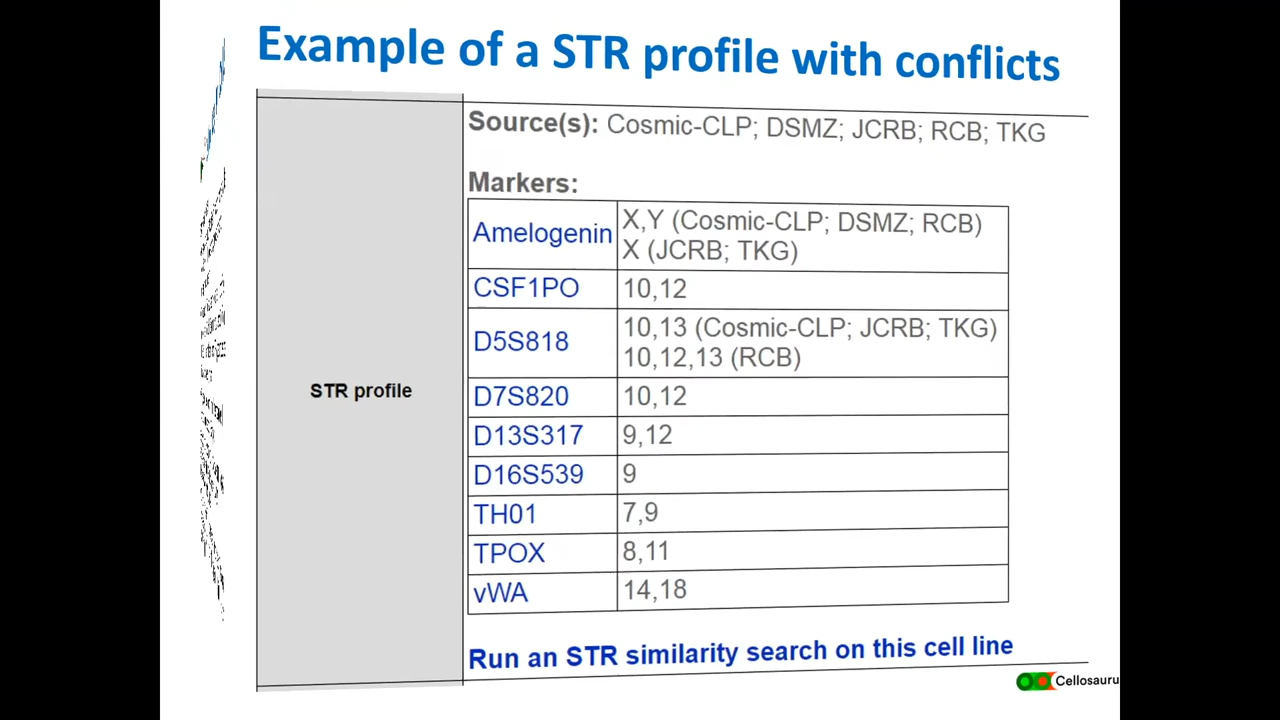 Example of a STR profile with conflicts
Source(s): Cosmic-CLP; DSMZ; JCRB; RCB; TKG
Markers:
Amelogenin X,Y (Cosmic-CLP; DSMZ; RCB)
X (JCRB; TKG)
CSF1PO 10,12
D5S818 10,13 (Cosmic-CLP; JCRB; TKG)
10,12,13 (RCB)
STR profile
D7S820 10,12
D13S317 9,12
D16S539 9
TH01 7,9
TPOX 8,11
vWA 14,18
Run an STR similarity search on this cell line
Cellosauru